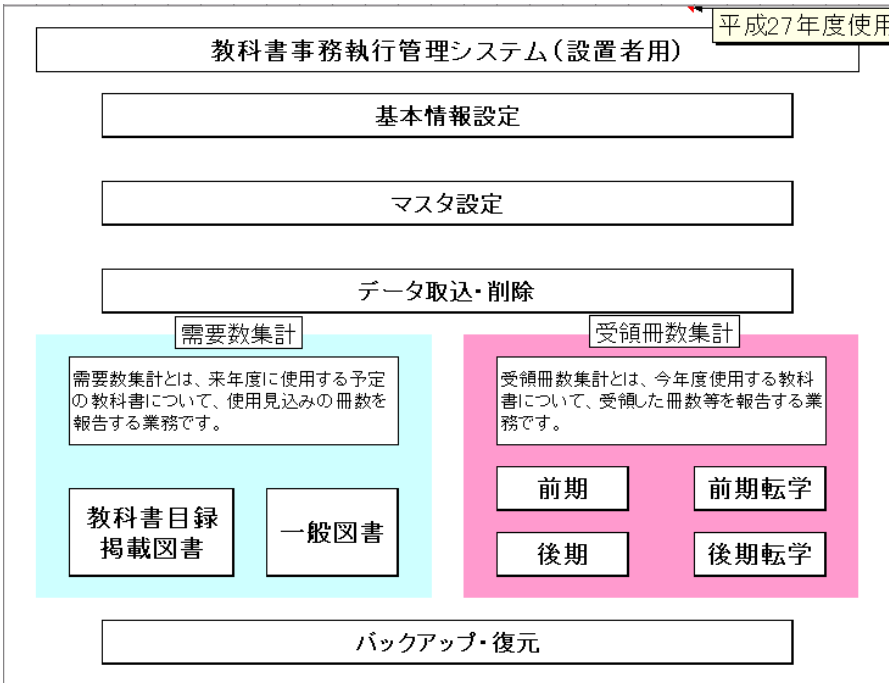 平成27年度使用
教科書事務執行管理システム(設置者用)
基本情報設定
マスタ設定
データ取込・削除
需要数集計
需要数集計とは、来年度に使用する予定
の教科書について、使用見込みの冊数を
報告する業務です。
教科書目録
掲載図書
一般図書
受領冊数集計
受領冊数集計とは、今年度使用する教科
書について、受領した冊数等を報告する業
務です。
前期
前期転学
後期
後期転学
バックアップ・復元